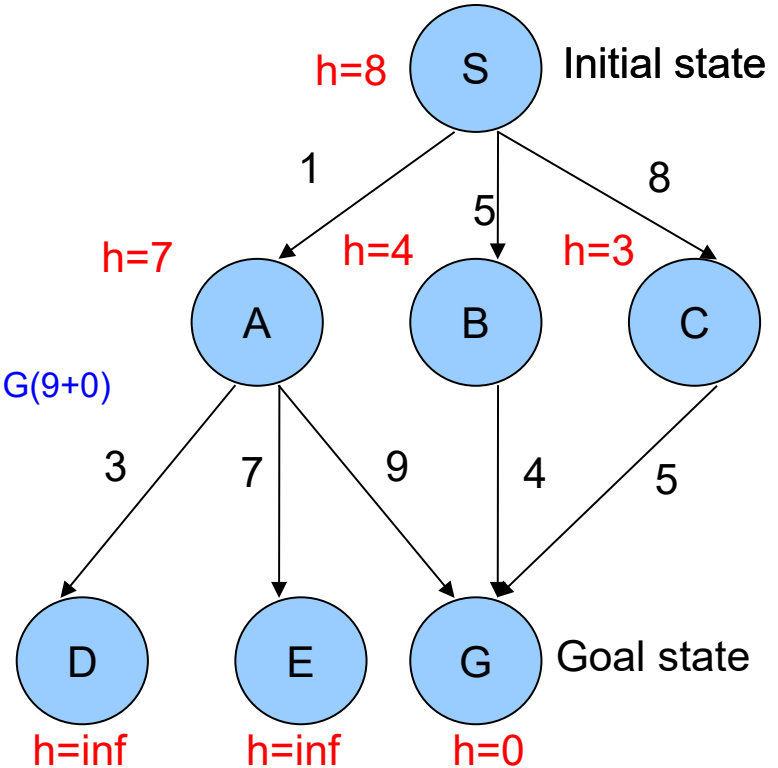 S
Initial state
h=8
1
5
8
h=7
h=4
h=3
A
B
C
G(9+0)
3
7
9
4
5
D
E
G
Goal state
h=inf
h=inf
h=0